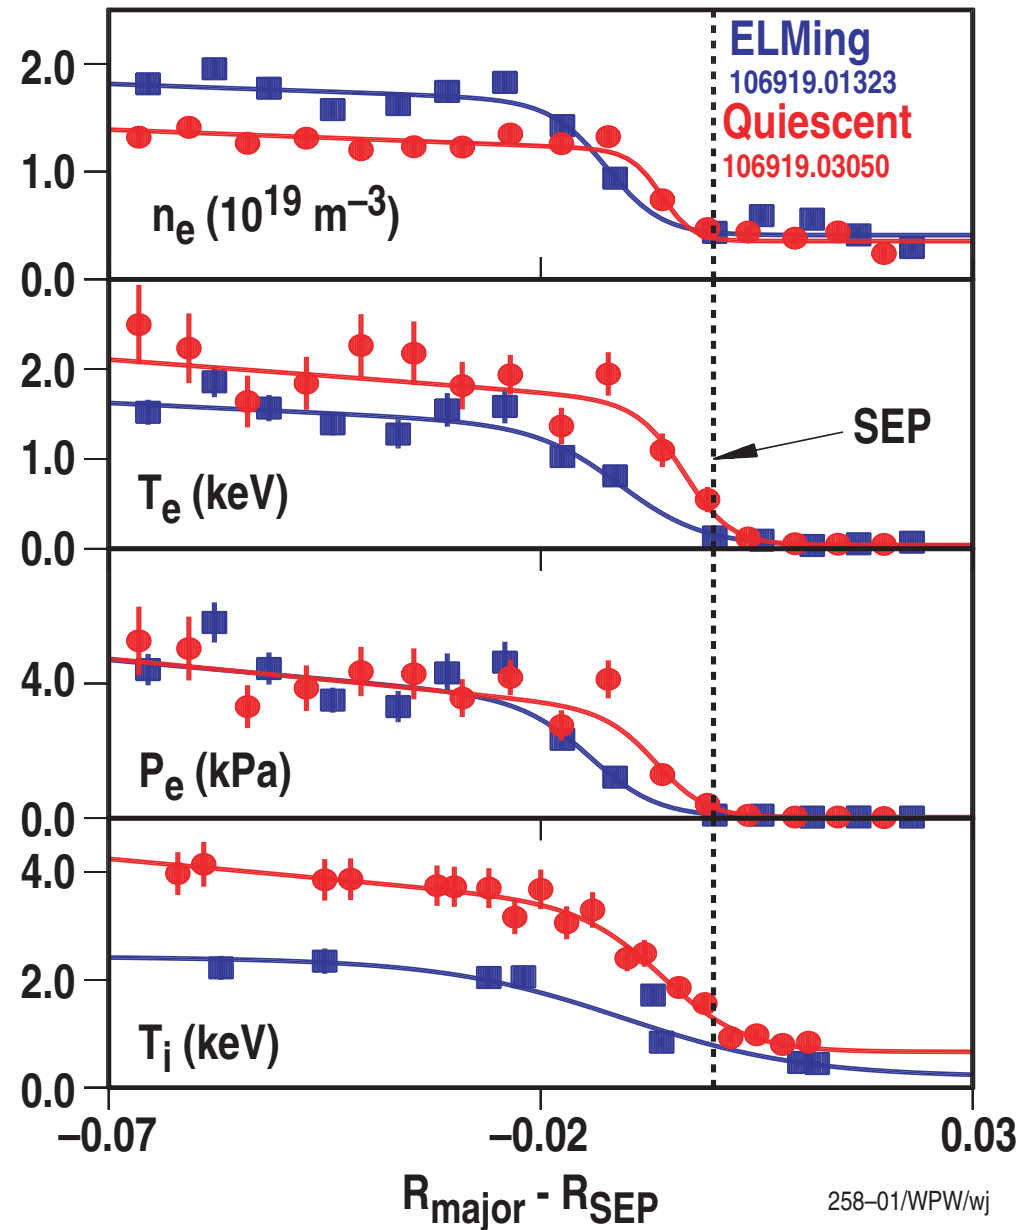 ELMing
106919.01323
Quiescent
106919.03050
2.0
1.0
0.0
nₑ (10¹⁹ m⁻³)
2.0
1.0
0.0
Tₑ (keV)
SEP
4.0
0.0
Pₑ (kPa)
4.0
2.0
0.0
Tᵢ (keV)
–0.07 –0.02 0.03
R_major - R_SEP
258–01/WPW/wj